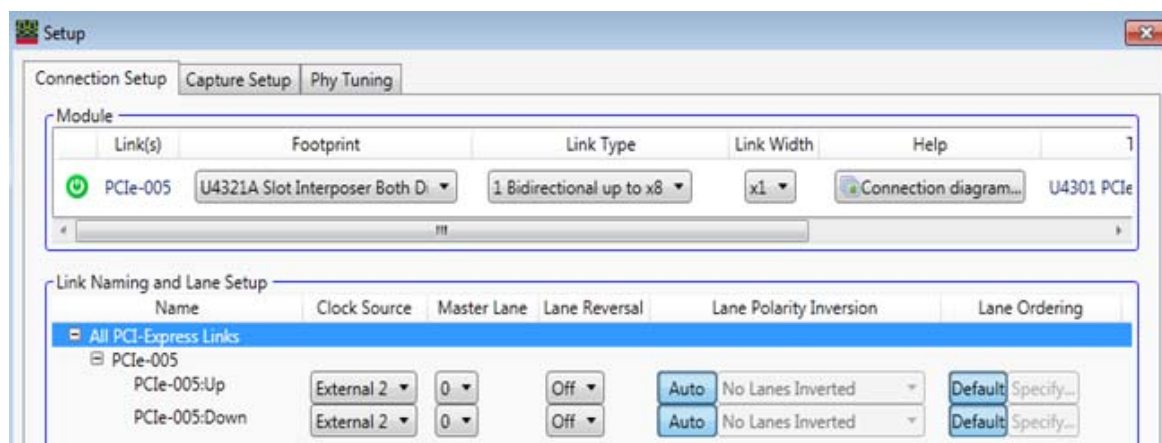 Setup
Connection Setup Capture Setup Phy Tuning
Module
Link(s) Footprint Link Type Link Width Help
PCIe-005 U4321A Slot Interposer Both D 1 Bidirectional up to x8 x1 Connection diagram... U4301 PCIe
Link Naming and Lane Setup
Name Clock Source Master Lane Lane Reversal Lane Polarity Inversion Lane Ordering
All PCI-Express Links
PCIe-005
PCIe-005:Up External 2 0 Off Auto No Lanes Inverted Default Specify...
PCIe-005:Down External 2 0 Off Auto No Lanes Inverted Default Specify...